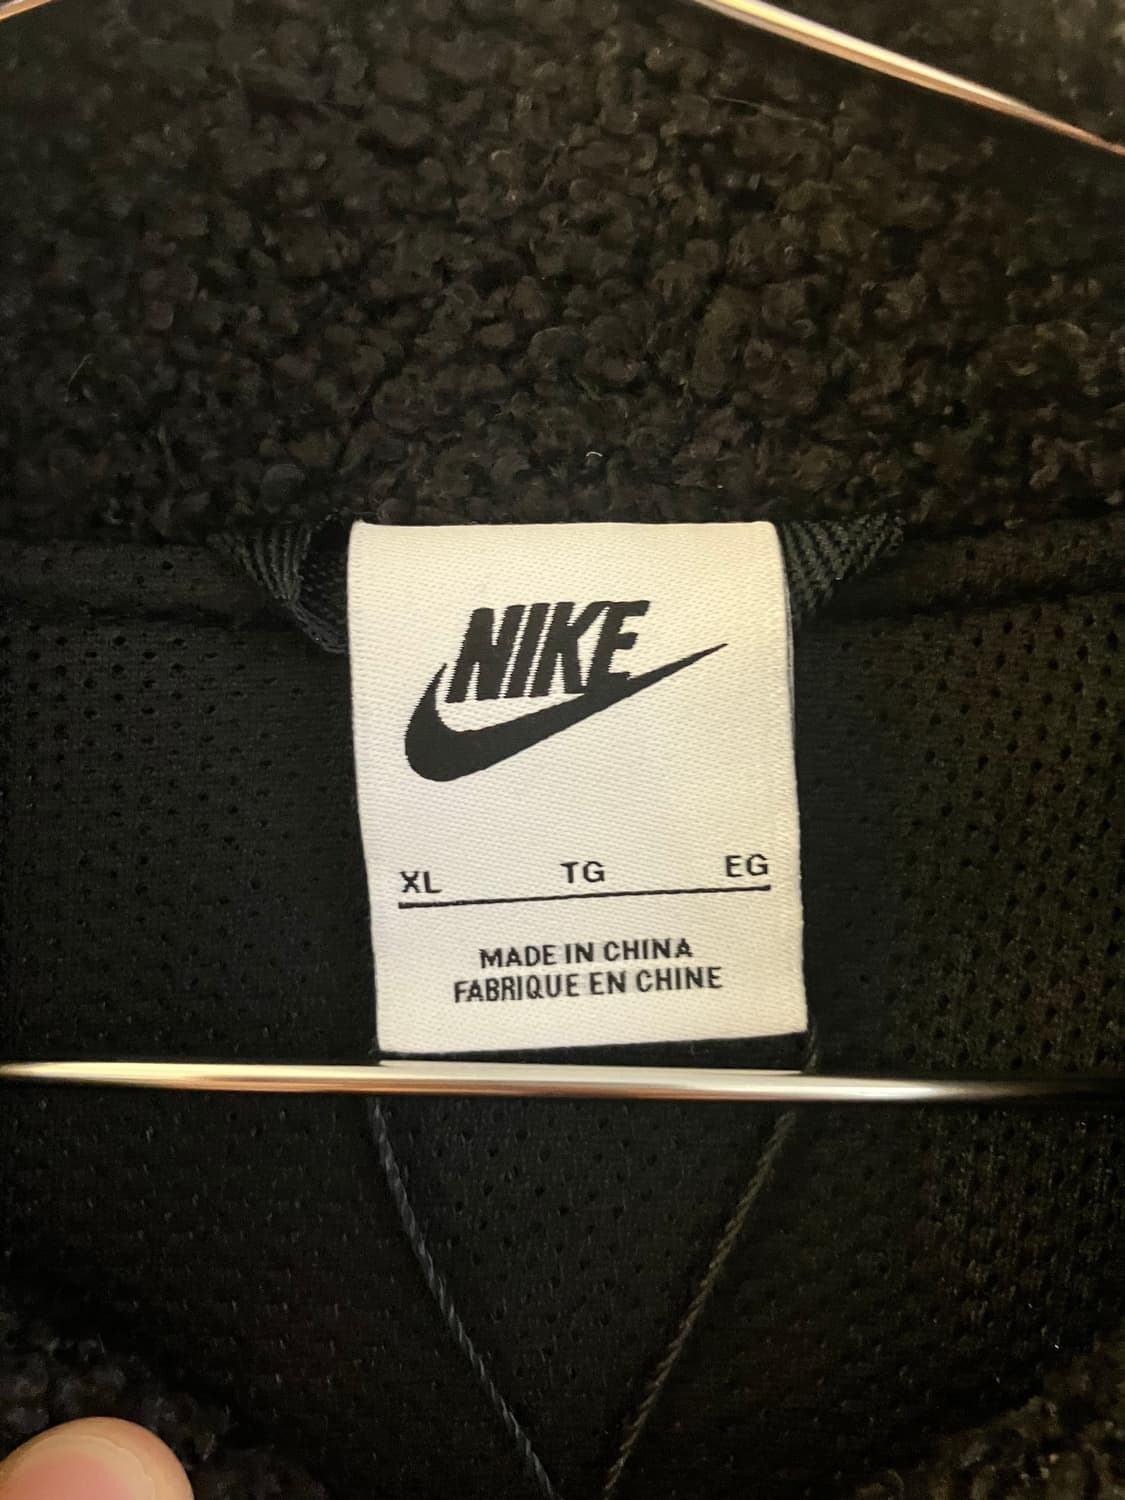 NIKE
XL TG EG
MADE IN CHINA
FABRIQUE EN CHINE